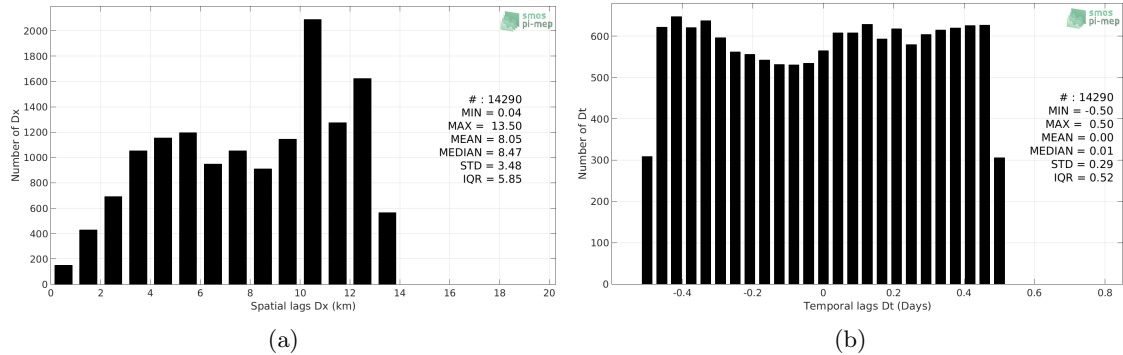 smos
pi-mep
2000
1800
1600
1400
1200
1000
800
600
400
200
0
Number of Dx
# : 14290
MIN = 0.04
MAX = 13.50
MEAN = 8.05
MEDIAN = 8.47
STD = 3.48
IQR = 5.85
0 2 4 6 8 10 12 14 16 18 20
Spatial lags Dx (km)
(a)
smos
pi-mep
600
500
400
300
200
100
0
Number of Dt
# : 14290
MIN = -0.50
MAX = 0.50
MEAN = 0.00
MEDIAN = 0.01
STD = 0.29
IQR = 0.52
-0.4 -0.2 0 0.2 0.4 0.6 0.8
Temporal lags Dt (Days)
(b)